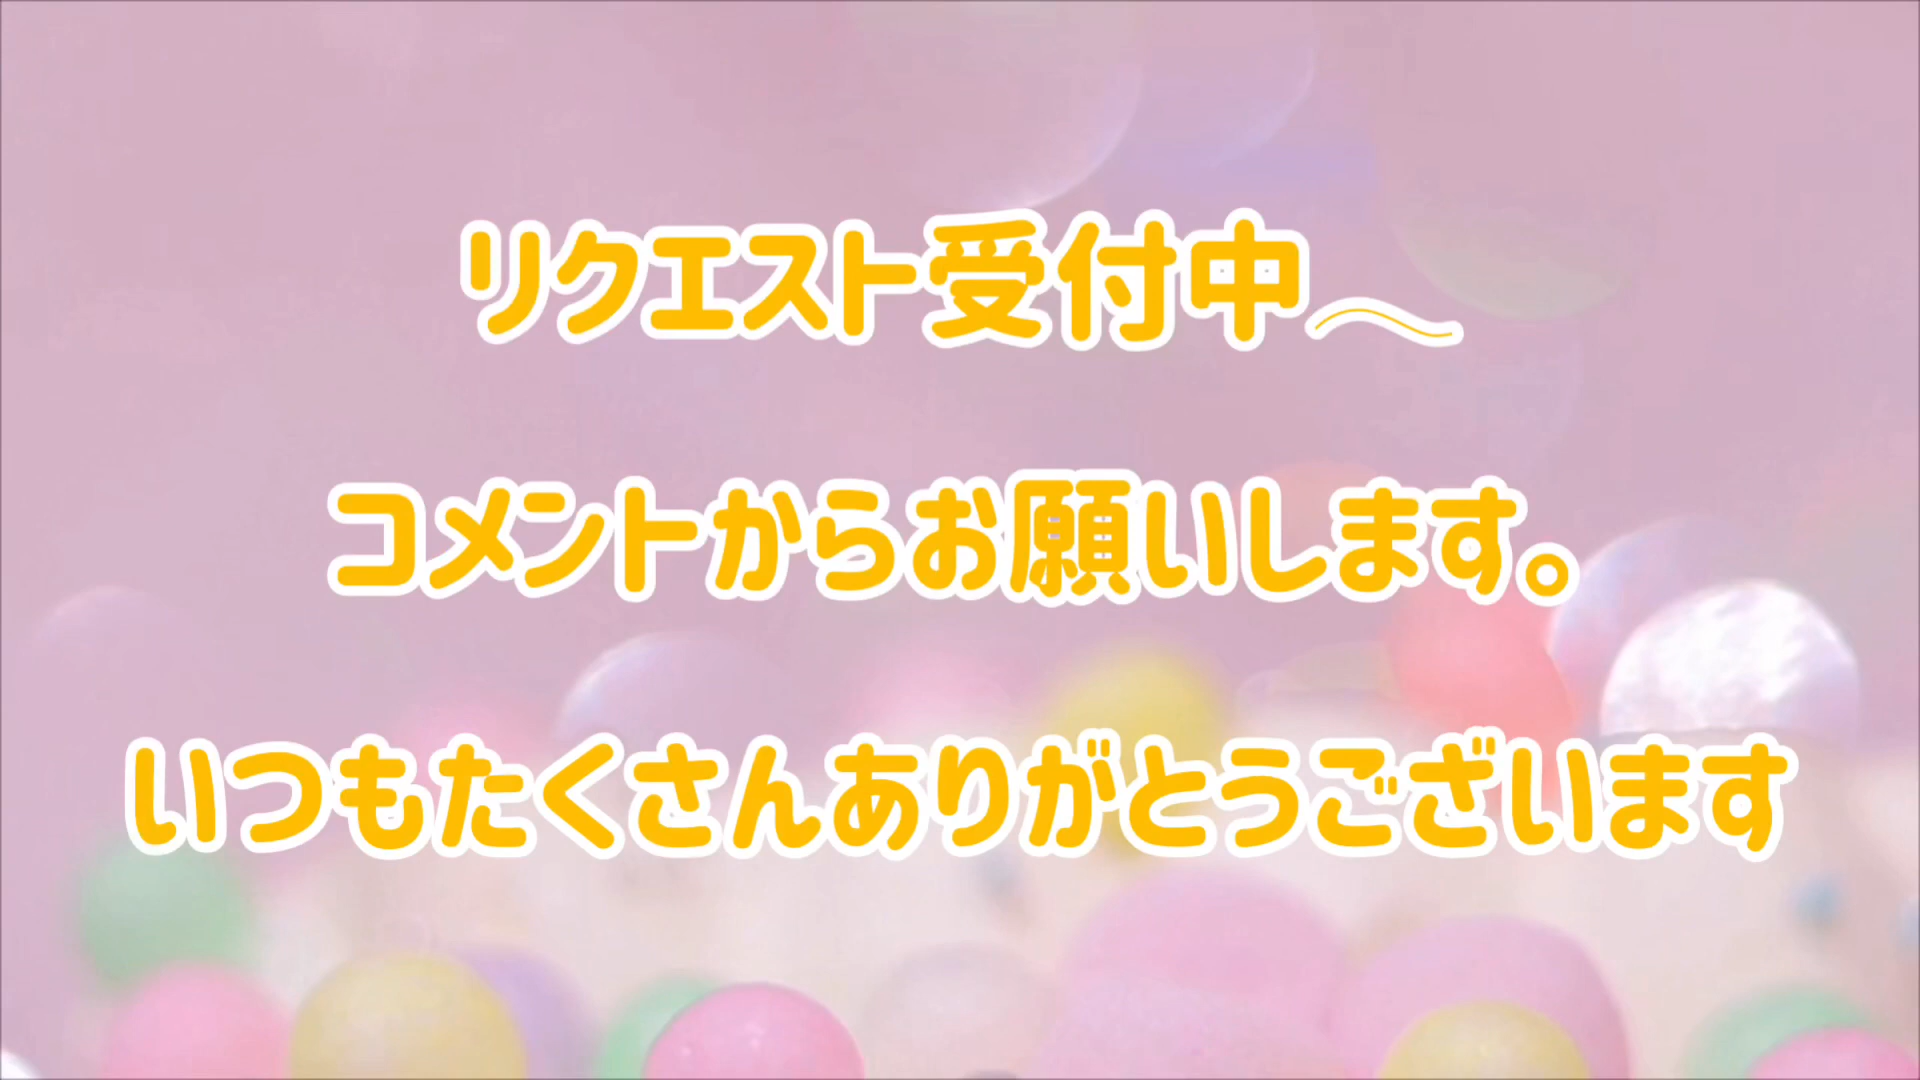 リクエスト受付中〜
コメントからお願いします。
いつもたくさんありがとうございます